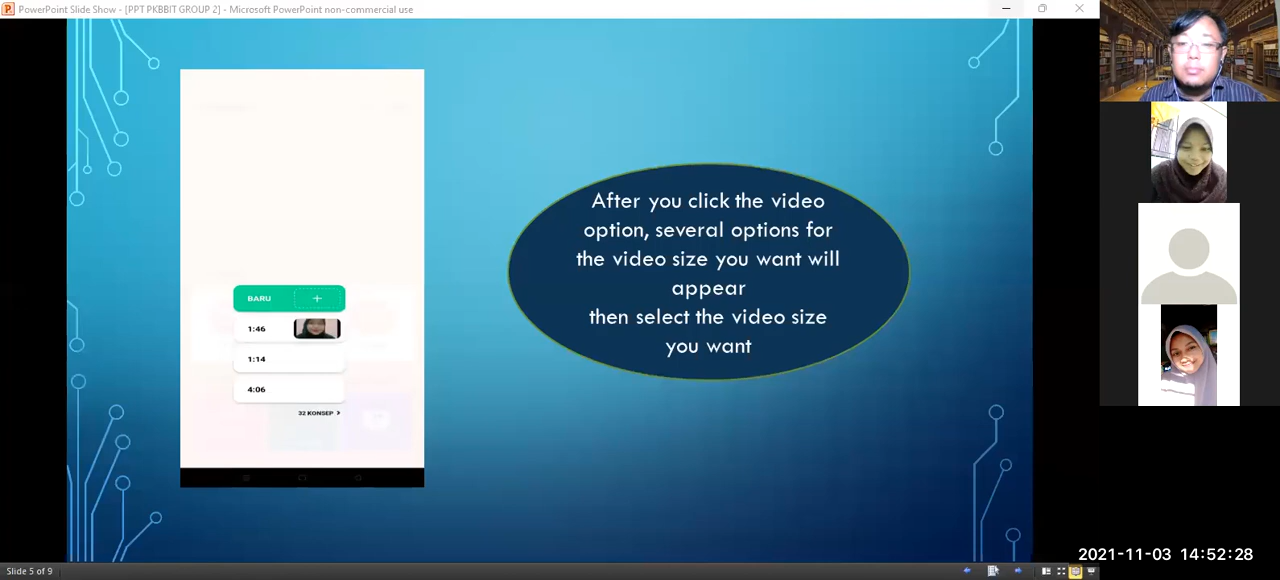 PowerPoint Slide Show - [PPT PKBBIT GROUP 2] - Microsoft PowerPoint non-commercial use
BARU +
1:46
1:14
4:06
32 KONSEP >
After you click the video
option, several options for
the video size you want will
appear
then select the video size
you want
2021-11-03 14:52:28
Slide 5 of 9